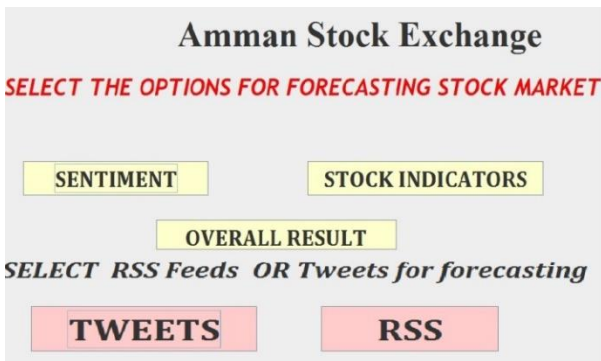 Amman Stock Exchange
SELECT THE OPTIONS FOR FORECASTING STOCK MARKET
SENTIMENT STOCK INDICATORS
OVERALL RESULT
SELECT RSS Feeds OR Tweets for forecasting
TWEETS RSS